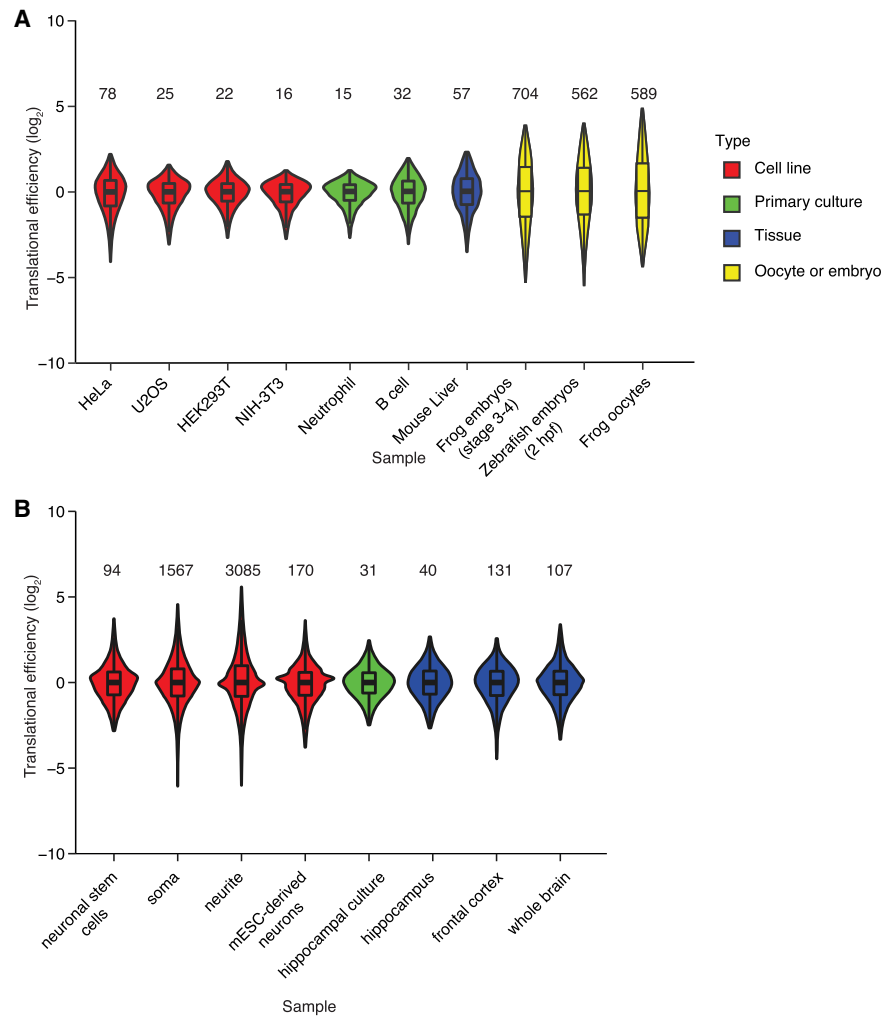 A
10
5
0
−5
−10
Translational efficiency (log2)
78 25 22 16 15 32 57 704 562 589
HeLa
U2OS
HEK293T
NIH-3T3
Neutrophil
B cell
Mouse Liver
Frog embryos
(stage 3-4)
Zebrafish embryos
(2 hpf)
Frog oocytes
Sample
Type
Cell line
Primary culture
Tissue
Oocyte or embryo
B
10
5
0
−5
−10
Translational efficiency (log2)
94 1567 3085 170 31 40 131 107
neuronal stem
cells
soma
neurite
mESC-derived
neurons
hippocampal culture
hippocampus
frontal cortex
whole brain
Sample